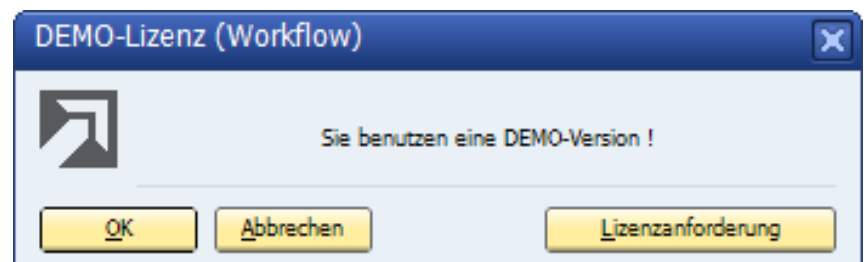 DEMO-Lizenz (Workflow)
Sie benutzen eine DEMO-Version !
OK Abbrechen Lizenzanforderung